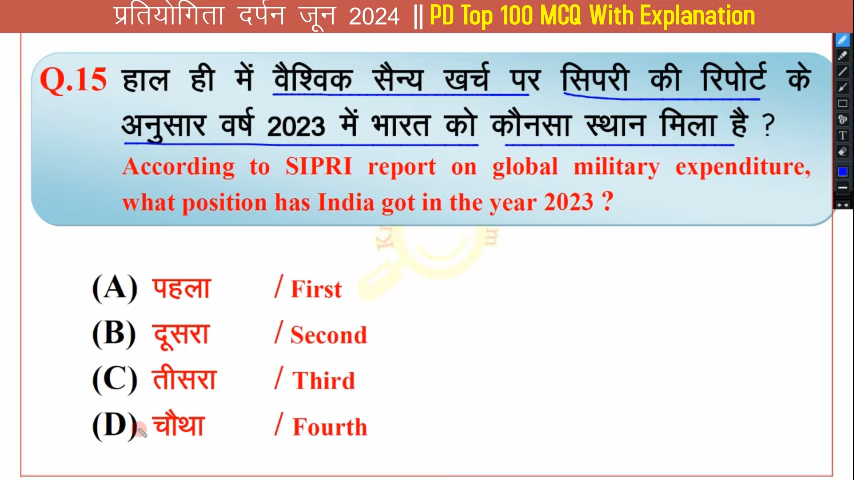 प्रतियोगिता दर्पन जून 2024 || PD Top 100 MCQ With Explanation
Q.15 हाल ही में वैश्विक सैन्य खर्च पर सिपरी की रिपोर्ट के
अनुसार वर्ष 2023 में भारत को कौनसा स्थान मिला है ?
According to SIPRI report on global military expenditure,
what position has India got in the year 2023 ?
(A) पहला / First
(B) दूसरा / Second
(C) तीसरा / Third
(D) चौथा / Fourth